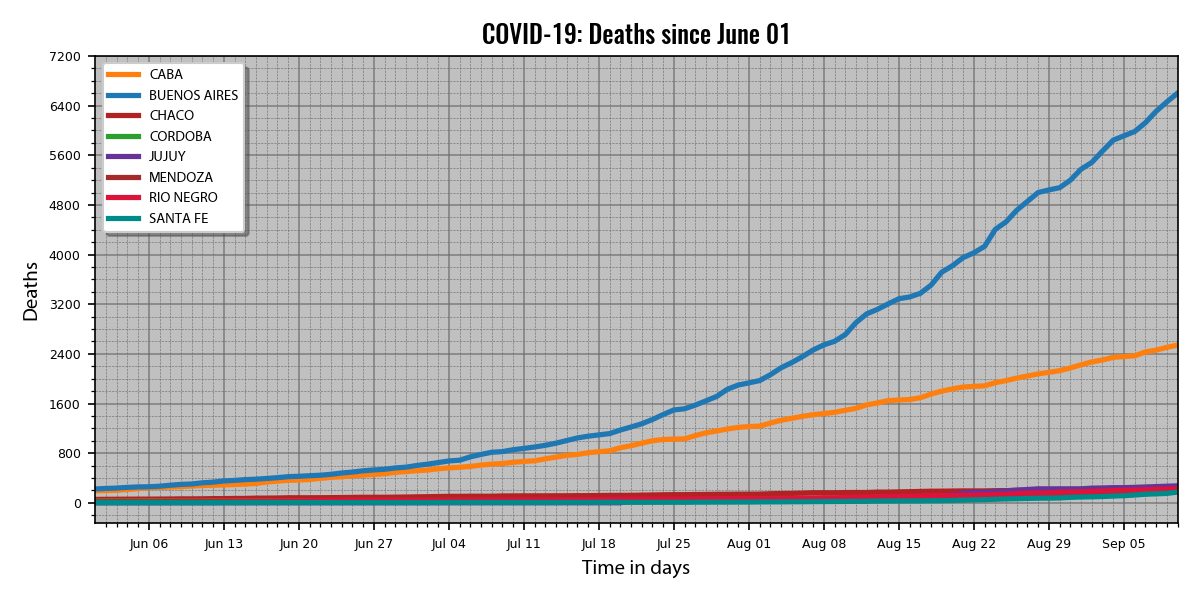 COVID-19: Deaths since June 01
7200
6400
5600
4800
4000
3200
2400
1600
800
0
Deaths
CABA
BUENOS AIRES
CHACO
CORDOBA
JUJUY
MENDOZA
RIO NEGRO
SANTA FE
Jun 06 Jun 13 Jun 20 Jun 27 Jul 04 Jul 11 Jul 18 Jul 25 Aug 01 Aug 08 Aug 15 Aug 22 Aug 29 Sep 05
Time in days